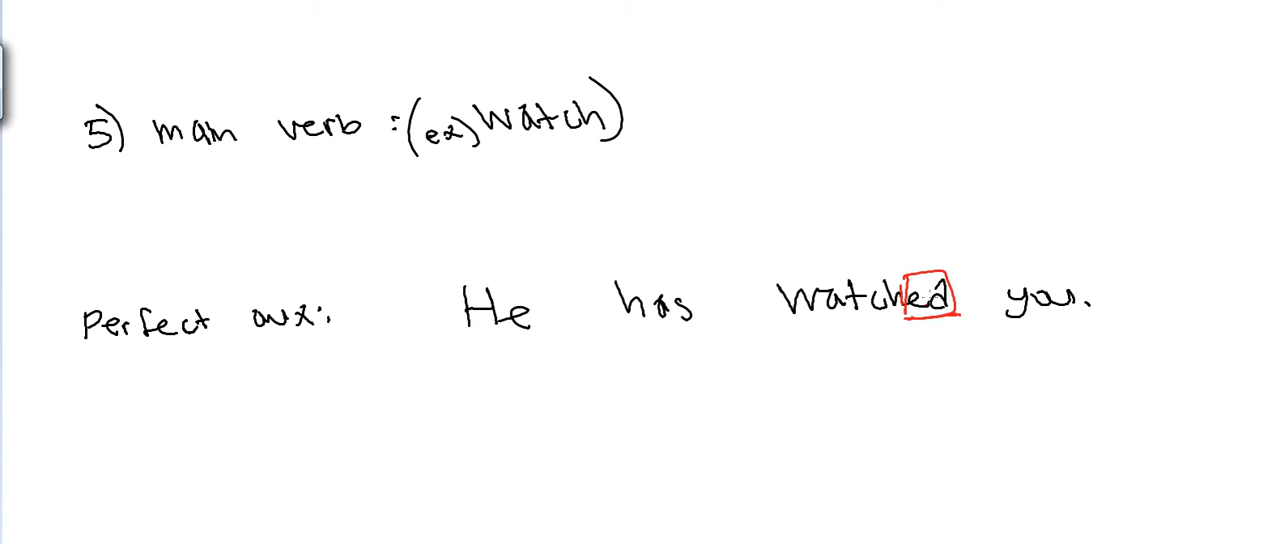 5) main verb : (ex) watch)
Perfect aux: He has watched you.